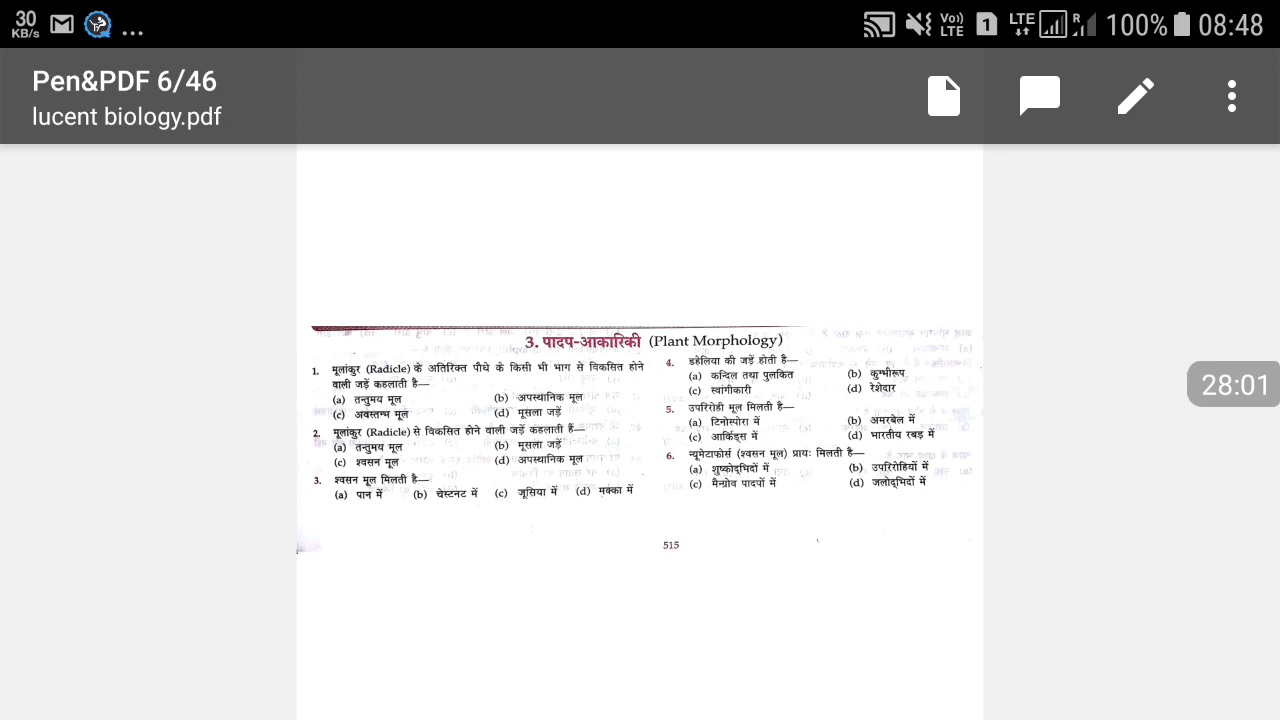 30
KB/s
...
Vo))
LTE
1
LTE
R
100%
08:48
Pen&PDF 6/46
lucent biology.pdf
28:01
3. पादप-आकारिकी (Plant Morphology)
1. मूलांकुर (Radicle) के अतिरिक्त पौधे के किसी भी भाग से विकसित होने
वाली जड़ें कहलाती है—
(a) तन्तुमय मूल (b) अपस्थानिक मूल
(c) अवस्तम्भ मूल (d) मूसला जड़ें
2. मूलांकुर (Radicle) से विकसित होने वाली जड़ें कहलाती हैं—
(a) तन्तुमय मूल (b) मूसला जड़ें
(c) श्वसन मूल (d) अपस्थानिक मूल
3. श्वसन मूल मिलती है—
(a) पान में (b) चेस्टनट में (c) जूसिया में (d) मक्का में
4. डहेलिया की जड़ें होती है—
(a) कन्दिल तथा पुलकित (b) कुम्भीरूप
(c) स्वांगीकारी (d) रेशेदार
5. उपरिरोही मूल मिलती है—
(a) टिनोस्पोरा में (b) अमरबेल में
(c) आर्किड्स में (d) भारतीय रबड़ में
6. न्यूमेटाफोर्स (श्वसन मूल) प्रायः मिलती है—
(a) शुष्कोद्भिदों में (b) उपरिरोहियों में
(c) मैन्ग्रोव पादपों में (d) जलोद्भिदों में
515